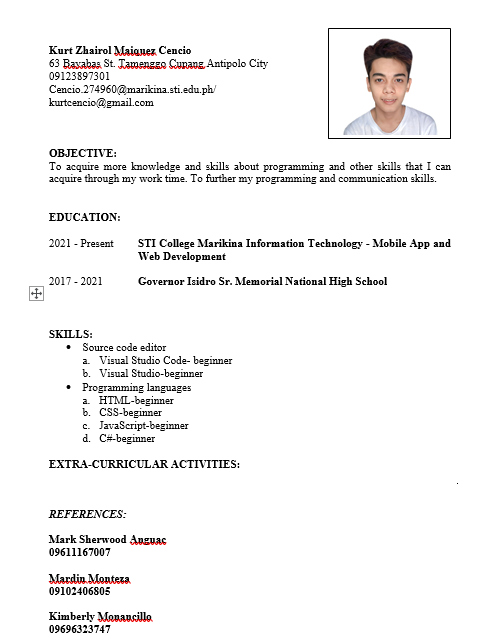 Kurt Zhairol Maiquez Cencio
63 Bayabas St. Tamenggo Cupang Antipolo City
09123897301
Cencio.274960@marikina.sti.edu.ph/
kurtcencio@gmail.com
OBJECTIVE:
To acquire more knowledge and skills about programming and other skills that I can
acquire through my work time. To further my programming and communication skills.
EDUCATION:
2021 - Present STI College Marikina Information Technology - Mobile App and
Web Development
2017 - 2021 Governor Isidro Sr. Memorial National High School
SKILLS:
• Source code editor
a. Visual Studio Code- beginner
b. Visual Studio-beginner
• Programming languages
a. HTML-beginner
b. CSS-beginner
c. JavaScript-beginner
d. C#-beginner
EXTRA-CURRICULAR ACTIVITIES:
REFERENCES:
Mark Sherwood Anguac
09611167007
Mardin Monteza
09102406805
Kimberly Monancillo
09696323747